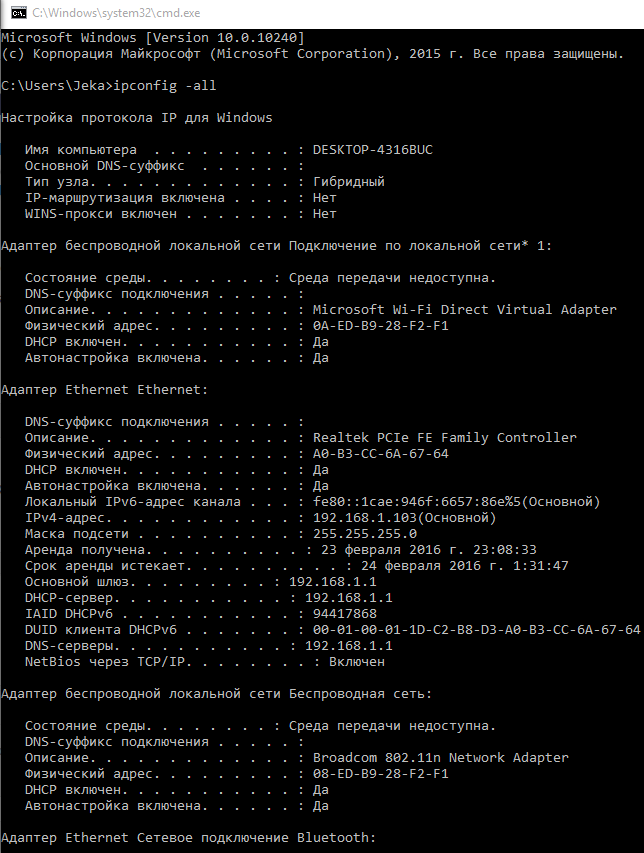 C:\Windows\system32\cmd.exe
Microsoft Windows [Version 10.0.10240]
(c) Корпорация Майкрософт (Microsoft Corporation), 2015 г. Все права защищены.
C:\Users\Jeka>ipconfig -all
Настройка протокола IP для Windows
Имя компьютера  . . . . . . . . . : DESKTOP-4316BUC
Основной DNS-суффикс  . . . . . . :
Тип узла. . . . . . . . . . . . . : Гибридный
IP-маршрутизация включена . . . . : Нет
WINS-прокси включен . . . . . . . : Нет
Адаптер беспроводной локальной сети Подключение по локальной сети* 1:
Состояние среды. . . . . . . . : Среда передачи недоступна.
DNS-суффикс подключения . . . . . :
Описание. . . . . . . . . . . . . : Microsoft Wi-Fi Direct Virtual Adapter
Физический адрес. . . . . . . . . : 0A-ED-B9-28-F2-F1
DHCP включен. . . . . . . . . . . : Да
Автонастройка включена. . . . . . : Да
Адаптер Ethernet Ethernet:
DNS-суффикс подключения . . . . . :
Описание. . . . . . . . . . . . . : Realtek PCIe FE Family Controller
Физический адрес. . . . . . . . . : A0-B3-CC-6A-67-64
DHCP включен. . . . . . . . . . . : Да
Автонастройка включена. . . . . . : Да
Локальный IPv6-адрес канала . . . : fe80::1cae:946f:6657:86e%5(Основной)
IPv4-адрес. . . . . . . . . . . . : 192.168.1.103(Основной)
Маска подсети . . . . . . . . . . : 255.255.255.0
Аренда получена. . . . . . . . . . : 23 февраля 2016 г. 23:08:33
Срок аренды истекает. . . . . . . . . . : 24 февраля 2016 г. 1:31:47
Основной шлюз. . . . . . . . . : 192.168.1.1
DHCP-сервер. . . . . . . . . . . : 192.168.1.1
IAID DHCPv6 . . . . . . . . . . . : 94417868
DUID клиента DHCPv6 . . . . . . . : 00-01-00-01-1D-C2-B8-D3-A0-B3-CC-6A-67-64
DNS-серверы. . . . . . . . . . . : 192.168.1.1
NetBios через TCP/IP. . . . . . . . : Включен
Адаптер беспроводной локальной сети Беспроводная сеть:
Состояние среды. . . . . . . . : Среда передачи недоступна.
DNS-суффикс подключения . . . . . :
Описание. . . . . . . . . . . . . : Broadcom 802.11n Network Adapter
Физический адрес. . . . . . . . . : 08-ED-B9-28-F2-F1
DHCP включен. . . . . . . . . . . : Да
Автонастройка включена. . . . . . : Да
Адаптер Ethernet Сетевое подключение Bluetooth: